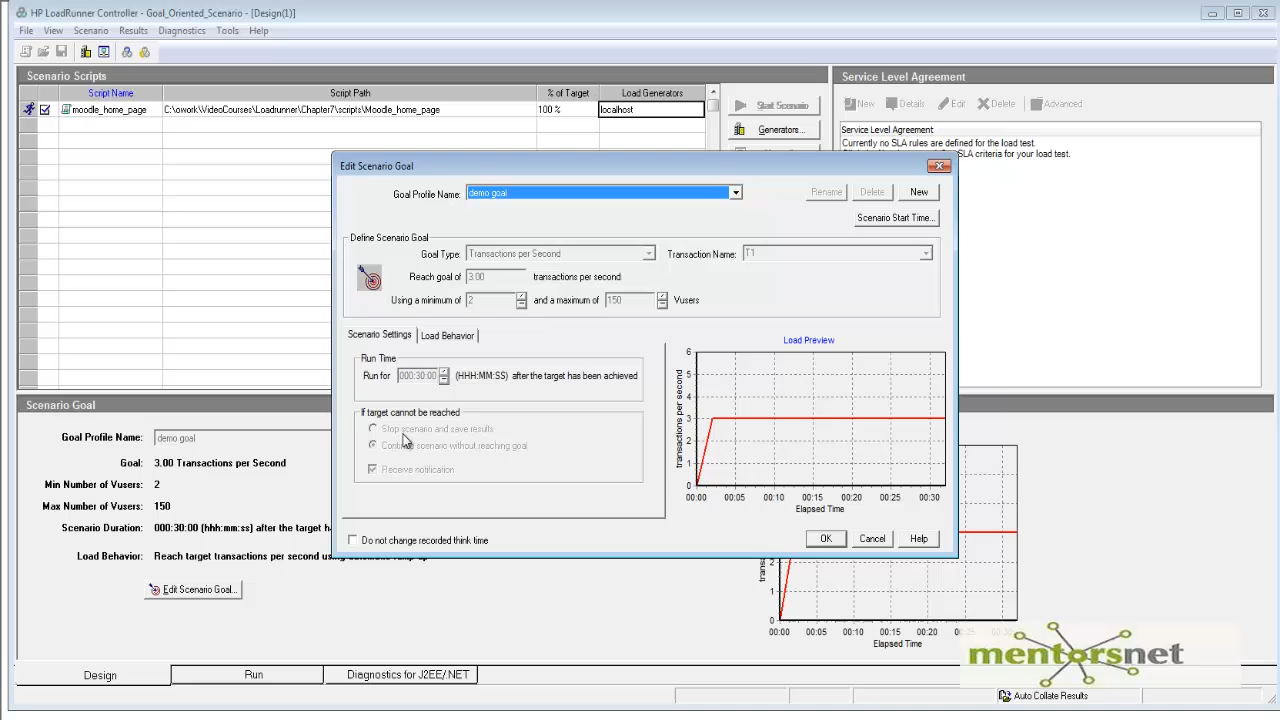 HP LoadRunner Controller - Goal_Oriented_Scenario - [Design(1)]
File View Scenario Results Diagnostics Tools Help
Scenario Scripts
Script Name Script Path % of Target Load Generators
moodle_home_page C:\owork\VideoCourses\Loadrunner\Chapter7\scripts\Moodle_home_page 100 % localhost
Start Scenario
Generators...
Service Level Agreement
New Details Edit Delete Advanced
Service Level Agreement
Currently no SLA rules are defined for the load test.
SLA criteria for your load test.
Edit Scenario Goal
Goal Profile Name: demo goal Rename Delete New
Scenario Start Time...
Define Scenario Goal
Goal Type: Transactions per Second Transaction Name: T1
Reach goal of 3.00 transactions per second
Using a minimum of 2 and a maximum of 150 Vusers
Scenario Settings Load Behavior
Run Time
Run for 000:30:00 (HHH:MM:SS) after the target has been achieved
If target cannot be reached
Stop scenario and save results
Continue scenario without reaching goal
Receive notification
Do not change recorded think time
Load Preview
transactions per second
6
5
4
3
2
1
0
00:00 00:05 00:10 00:15 00:20 00:25 00:30
Elapsed Time
OK Cancel Help
Scenario Goal
Goal Profile Name: demo goal
Goal: 3.00 Transactions per Second
Min Number of Vusers: 2
Max Number of Vusers: 150
Scenario Duration: 000:30:00 (hhh:mm:ss) after the target
Load Behavior: Reach target transactions per second using
Edit Scenario Goal...
2
1
0
00:00 00:05 00:10 00:15 00:20
Elapsed Time
mentorsnet
Design Run Diagnostics for J2EE/.NET
Auto Collate Results